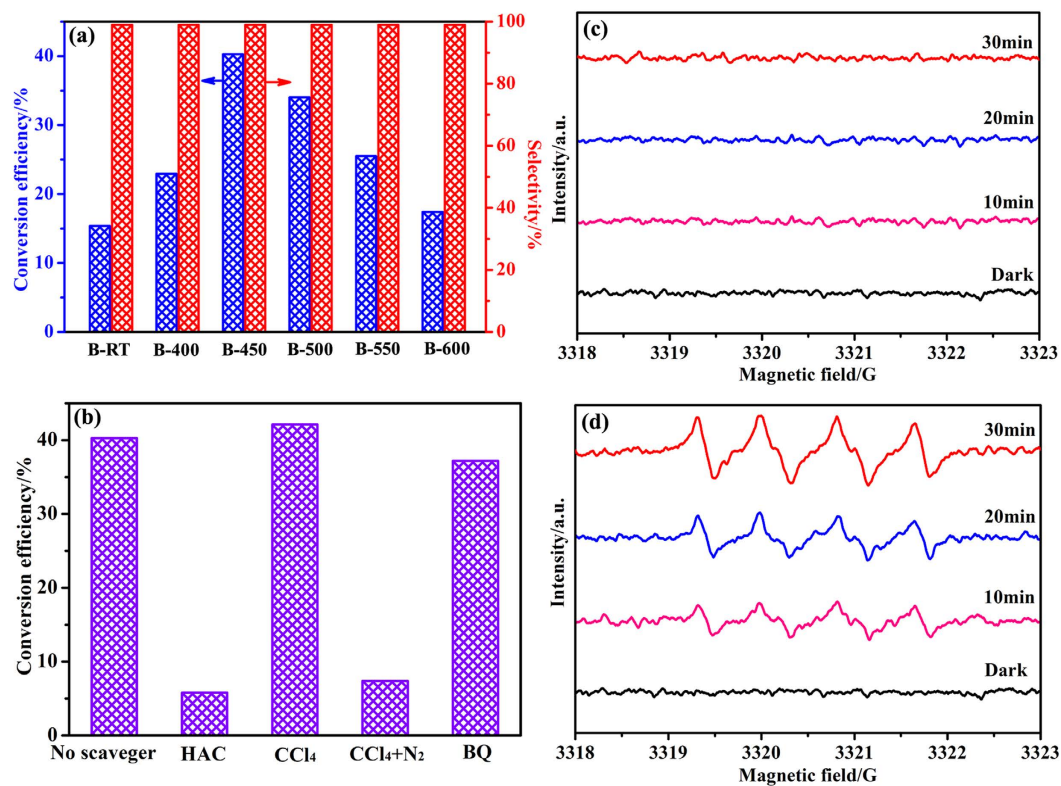 (a)
Conversion efficiency/%
40
30
20
10
0
100
80
60
40
20
0
Selectivity/%
B-RT B-400 B-450 B-500 B-550 B-600
(c)
Intensity/a.u.
30min
20min
10min
Dark
3318 3319 3320 3321 3322 3323
Magnetic field/G
(b)
Conversion efficiency/%
40
30
20
10
0
No scaveger HAC CCl₄ CCl₄+N₂ BQ
(d)
Intensity/a.u.
30min
20min
10min
Dark
3318 3319 3320 3321 3322 3323
Magnetic field/G